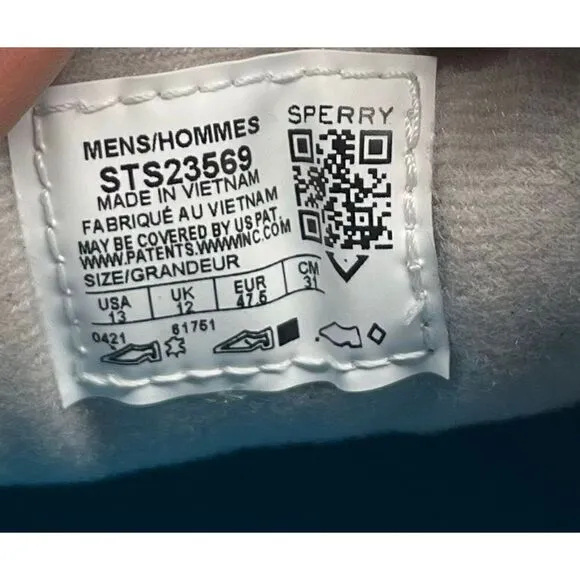 SPERRY
MENS/HOMMES
STS23569
MADE IN VIETNAM
FABRIQUÉ AU VIETNAM
MAY BE COVERED BY US PAT.
WWW.PATENTS.WWWINC.COM
SIZE/GRANDEUR
USA UK EUR CM
13 12 47.5 31
0421 61751